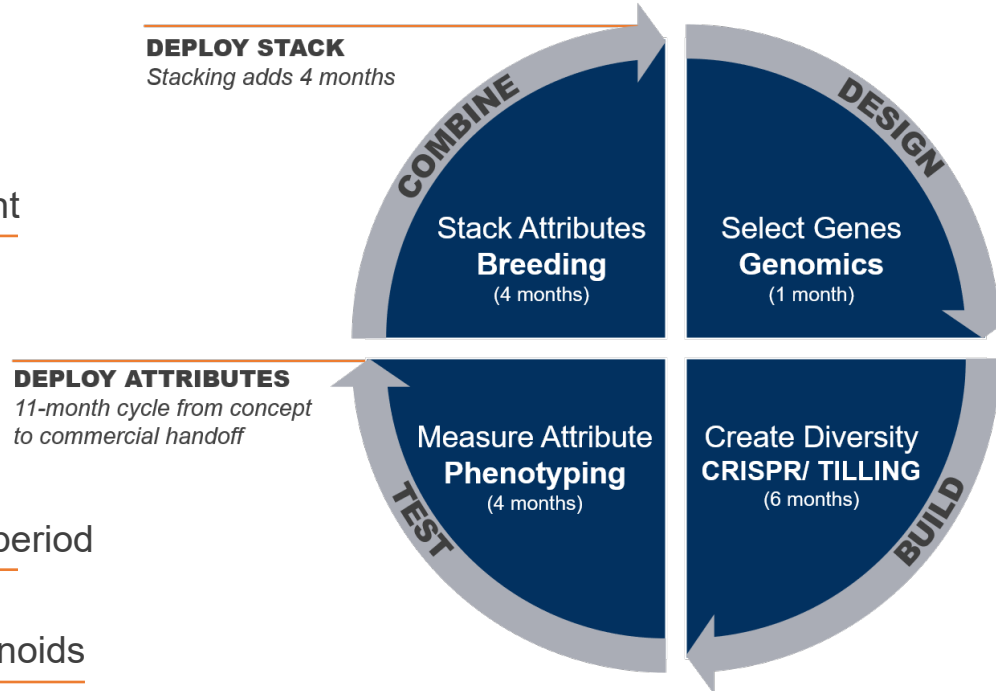 DEPLOY STACK
Stacking adds 4 months
COMBINE
DESIGN
Stack Attributes
Breeding
(4 months)
Select Genes
Genomics
(1 month)
DEPLOY ATTRIBUTES
11-month cycle from concept
to commercial handoff
Measure Attribute
Phenotyping
(4 months)
Create Diversity
CRISPR/ TILLING
(6 months)
TEST
BUILD
period